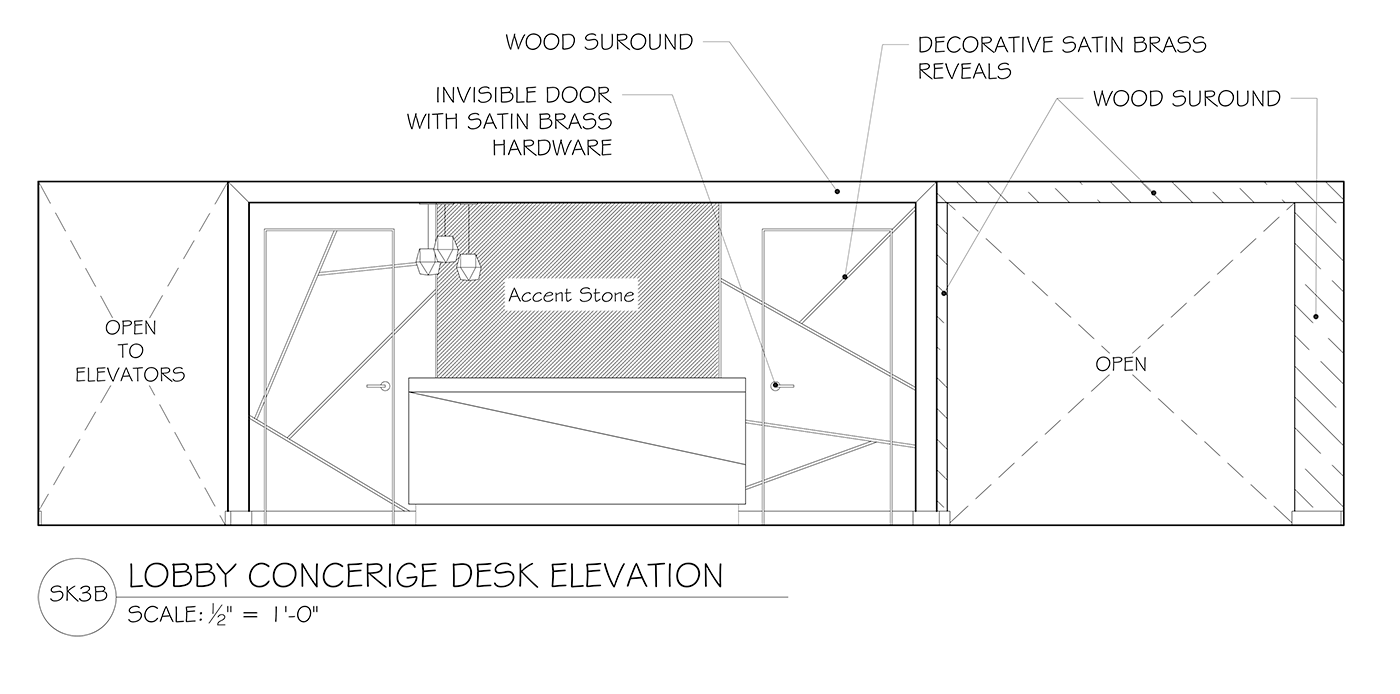 WOOD SUROUND
DECORATIVE SATIN BRASS
REVEALS
INVISIBLE DOOR
WITH SATIN BRASS
HARDWARE
WOOD SUROUND
Accent Stone
OPEN
TO
ELEVATORS
OPEN
SK3B
LOBBY CONCERIGE DESK ELEVATION
SCALE: ½" = 1'-0"